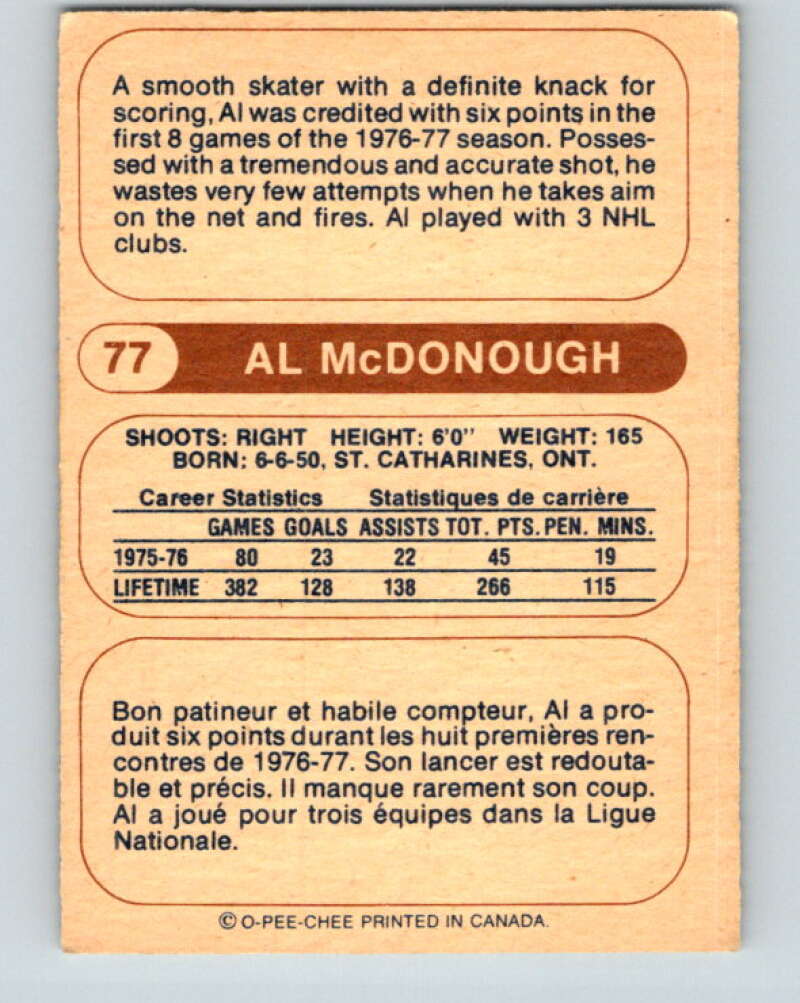 A smooth skater with a definite knack for
scoring, Al was credited with six points in the
first 8 games of the 1976-77 season. Posses-
sed with a tremendous and accurate shot, he
wastes very few attempts when he takes aim
on the net and fires. Al played with 3 NHL
clubs.
77 AL McDONOUGH
SHOOTS: RIGHT HEIGHT: 6'0" WEIGHT: 165
BORN: 6-6-50, ST. CATHARINES, ONT.
Career Statistics Statistiques de carrière
GAMES GOALS ASSISTS TOT. PTS. PEN. MINS.
1975-76 80 23 22 45 19
LIFETIME 382 128 138 266 115
Bon patineur et habile compteur, Al a pro-
duit six points durant les huit premières ren-
contres de 1976-77. Son lancer est redouta-
ble et précis. Il manque rarement son coup.
Al a joué pour trois équipes dans la Ligue
Nationale.
© O-PEE-CHEE PRINTED IN CANADA.